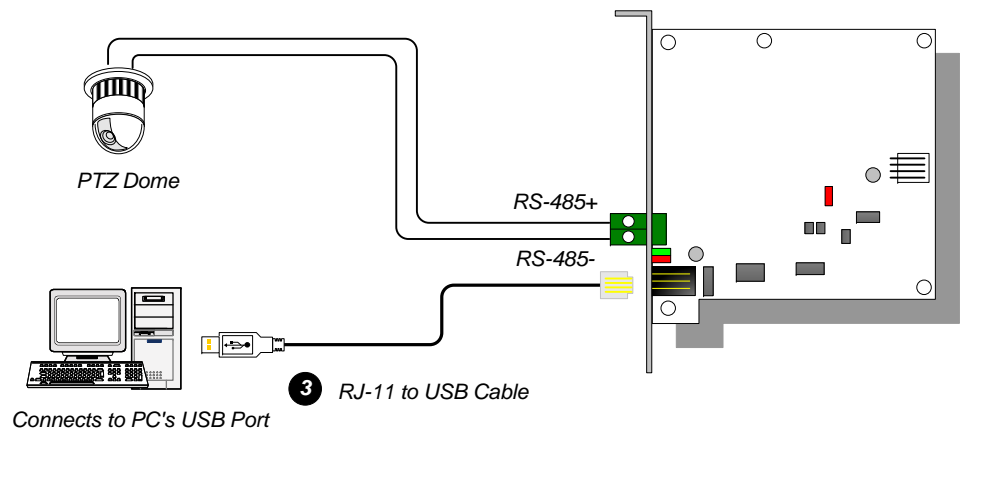 PTZ Dome
RS-485+
RS-485-
3 RJ-11 to USB Cable
Connects to PC's USB Port